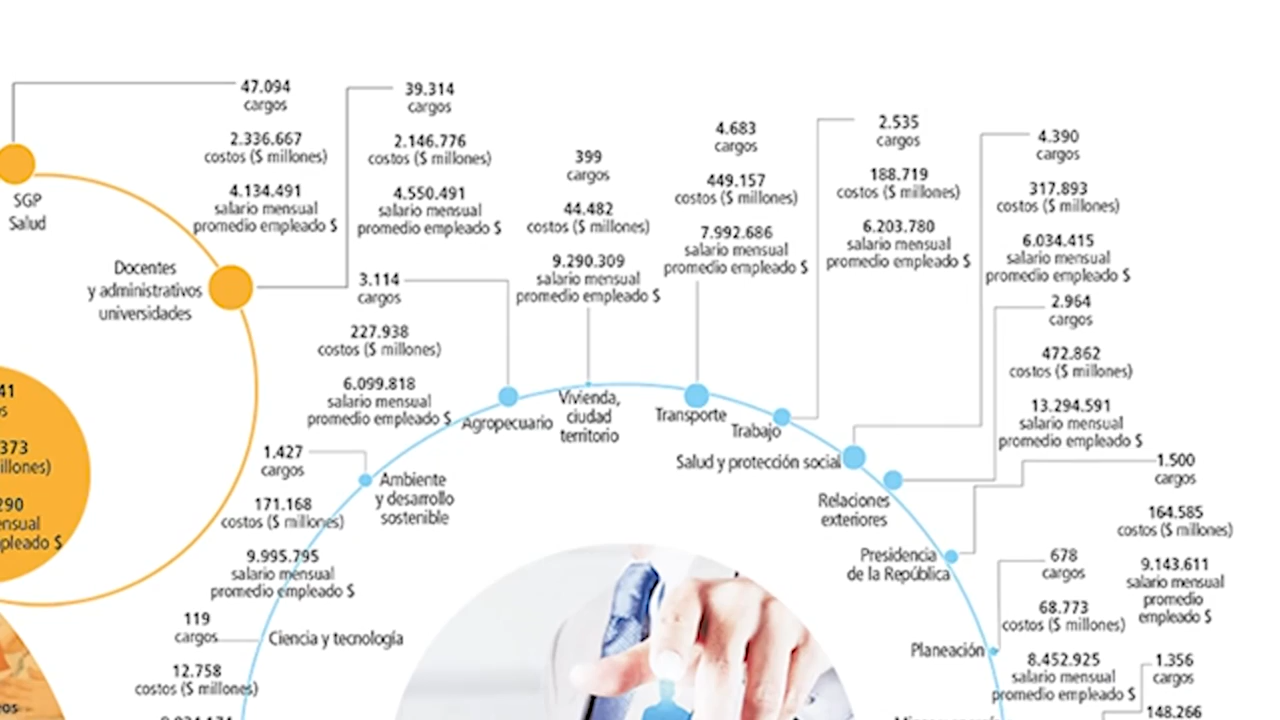 47.094
cargos
2.336.667
costos ($ millones)
4.134.491
salario mensual
promedio empleado $
39.314
cargos
2.146.776
costos ($ millones)
4.550.491
salario mensual
promedio empleado $
399
cargos
44.482
costos ($ millones)
9.290.309
salario mensual
promedio empleado $
4.683
cargos
449.157
costos ($ millones)
7.992.686
salario mensual
promedio empleado $
2.535
cargos
188.719
costos ($ millones)
6.203.780
salario mensual
promedio empleado $
4.390
cargos
317.893
costos ($ millones)
6.034.415
salario mensual
promedio empleado $
SGP
Salud
Docentes
y administrativos
universidades
3.114
cargos
227.938
costos ($ millones)
6.099.818
salario mensual
promedio empleado $
2.964
cargos
472.862
costos ($ millones)
13.294.591
salario mensual
promedio empleado $
Agropecuario
Vivienda,
ciudad
territorio
Transporte
Trabajo
Salud y protección social
Relaciones
exteriores
Presidencia
de la República
Planeación
41
373
illones)
290
ensual
pleado $
1.427
cargos
171.168
costos ($ millones)
9.995.795
salario mensual
promedio empleado $
Ambiente
y desarrollo
sostenible
1.500
cargos
164.585
costos ($ millones)
9.143.611
salario mensual
promedio
empleado $
678
cargos
68.773
costos ($ millones)
8.452.925
salario mensual
promedio empleado $
119
cargos
12.758
costos ($ millones)
Ciencia y tecnología
1.356
cargos
148.266